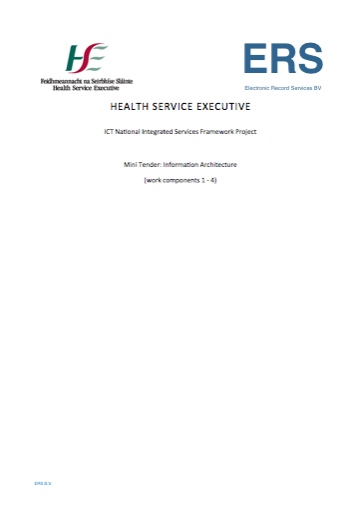 HSE
Feidhmeannacht na Seirbhíse Sláinte
Health Service Executive
ERS
Electronic Record Services BV
HEALTH SERVICE EXECUTIVE
ICT National Integrated Services Framework Project
Mini Tender: Information Architecture
(work components 1 - 4)
ERS B.V.